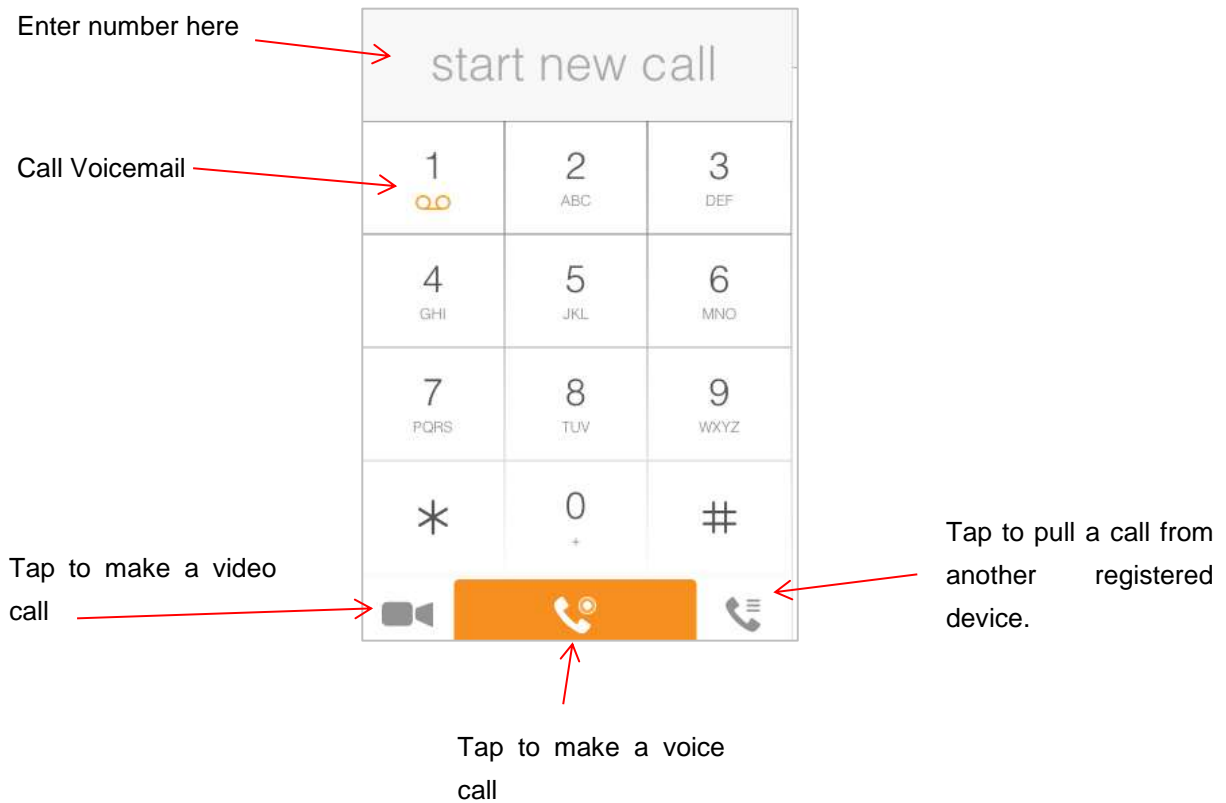 Enter number here
start new call
Call Voicemail
1
2
ABC
3
DEF
4
GHI
5
JKL
6
MNO
7
PQRS
8
TUV
9
WXYZ
*
0
+
#
Tap to make a video
call
Tap to pull a call from
another registered
device.
Tap to make a voice
call